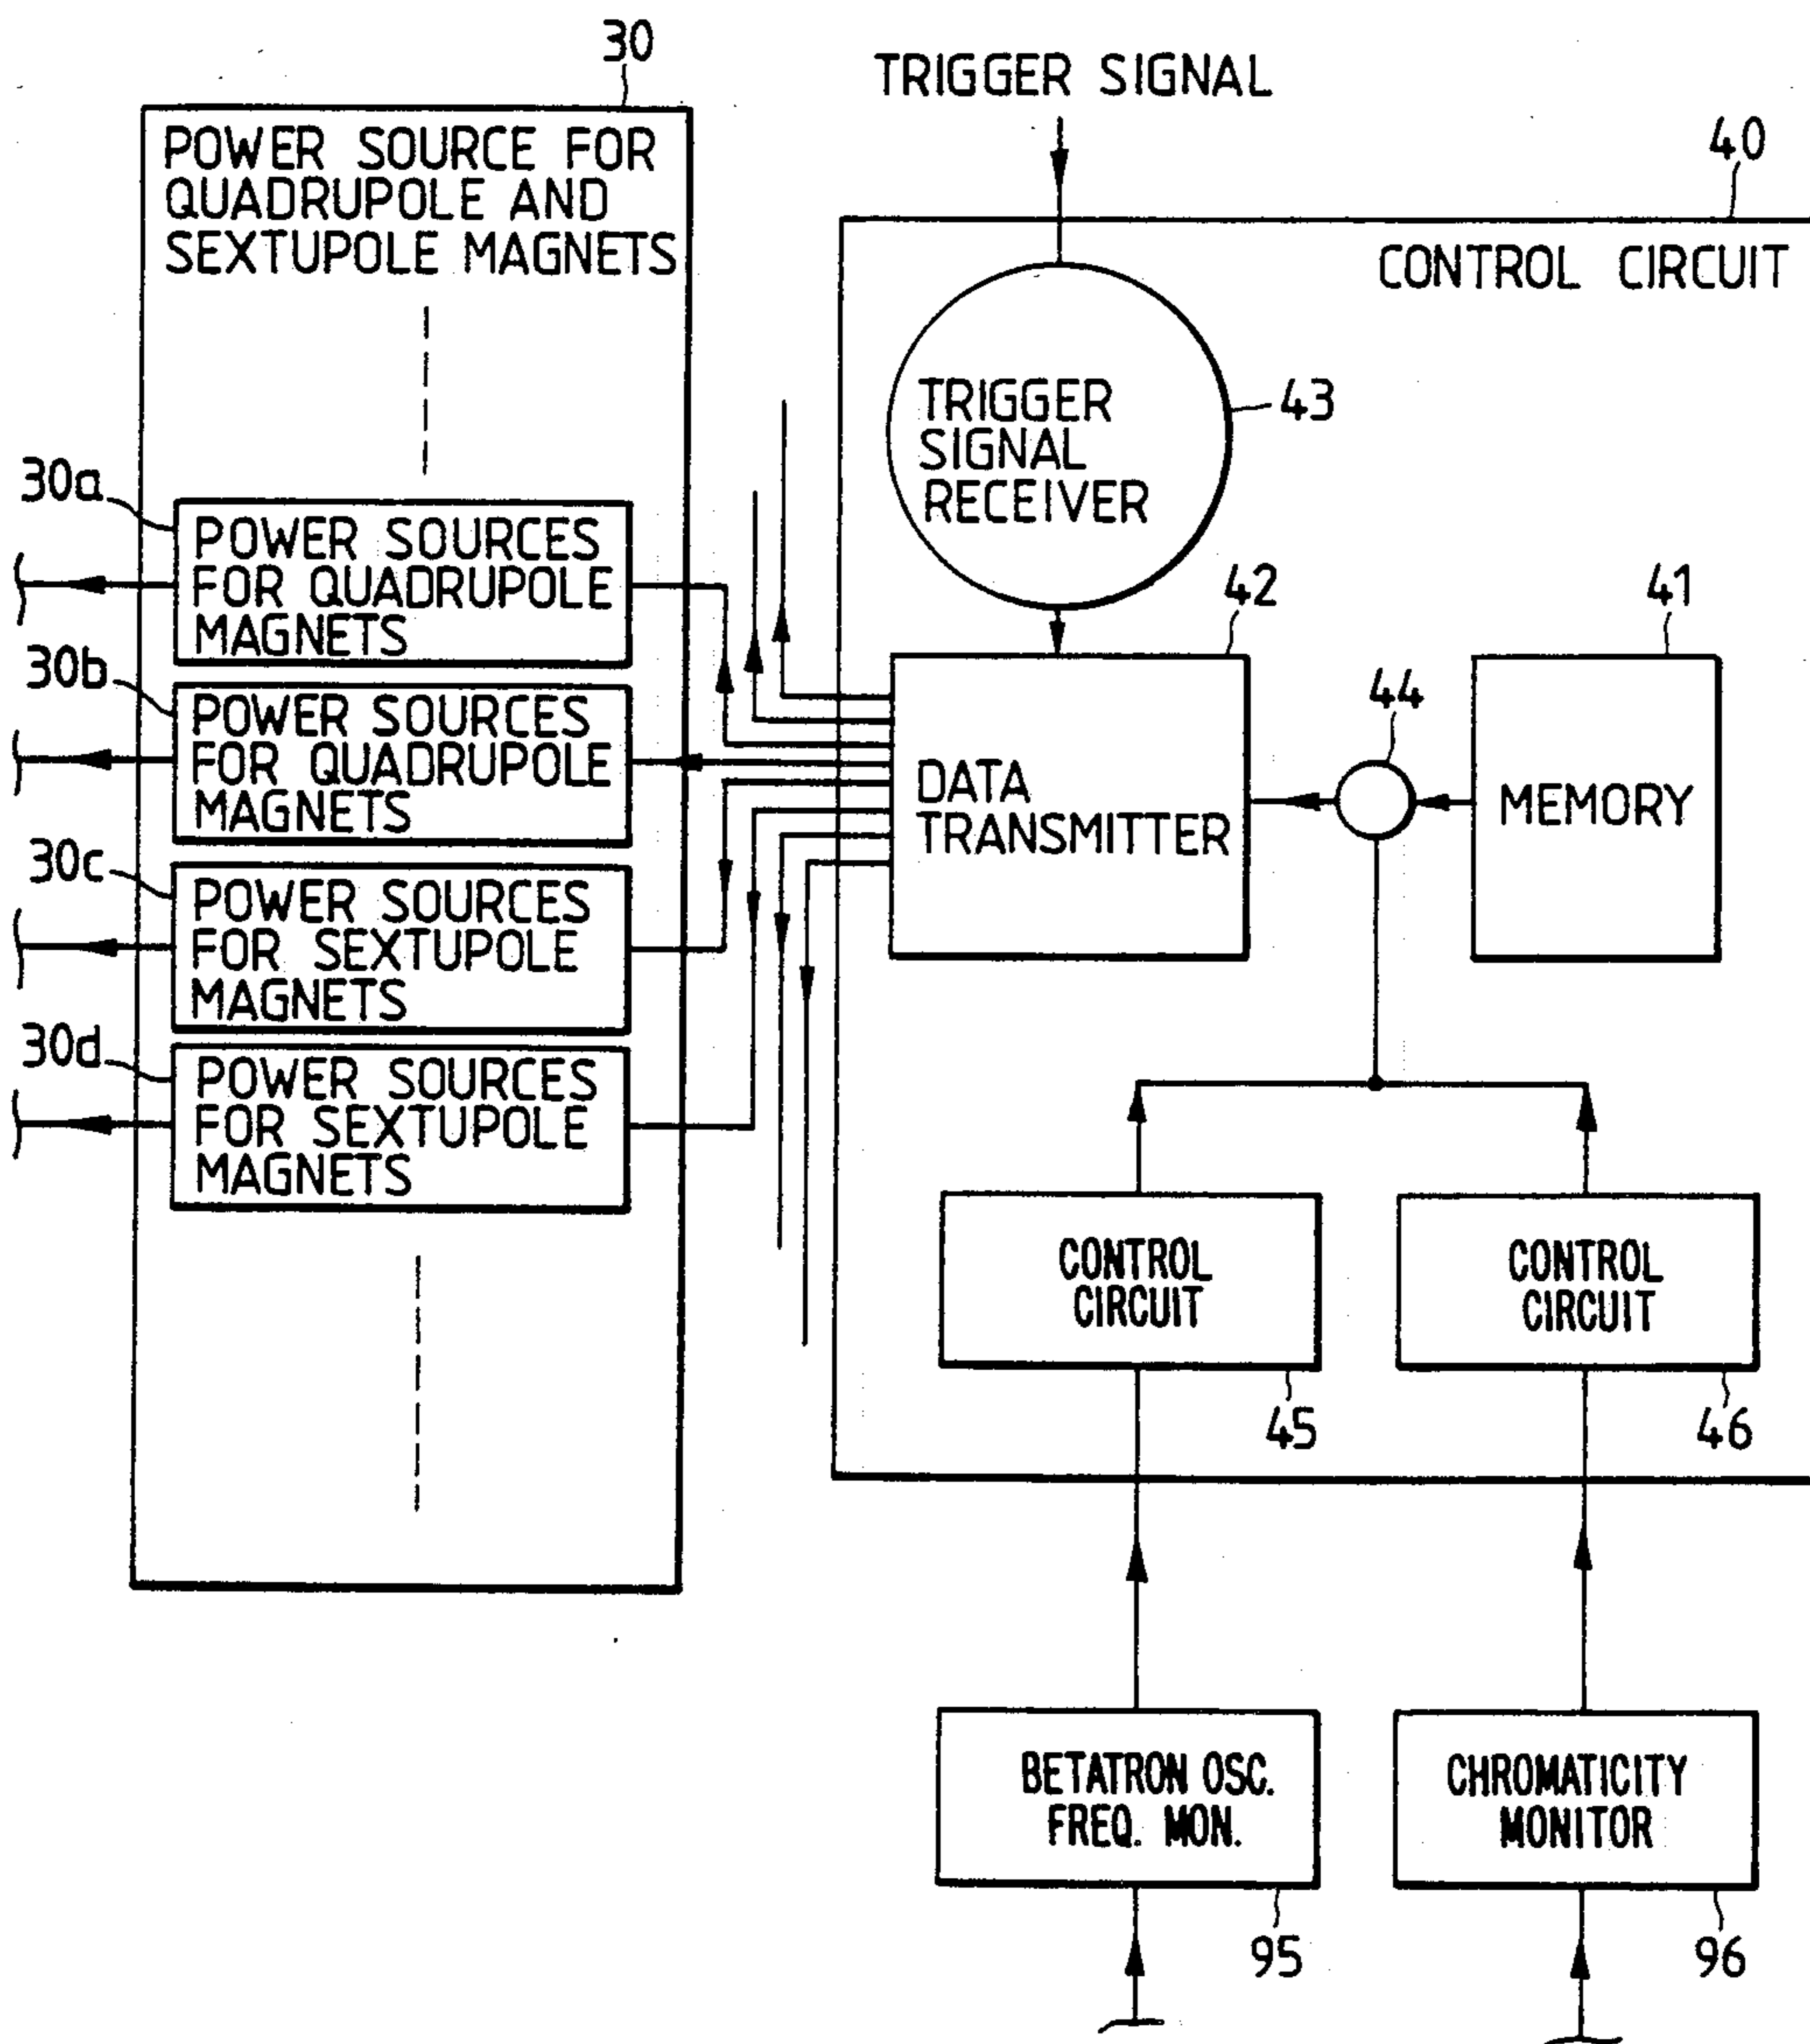 30
TRIGGER SIGNAL
40
POWER SOURCE FOR
QUADRUPOLE AND
SEXTUPOLE MAGNETS
CONTROL CIRCUIT
TRIGGER
SIGNAL
RECEIVER
43
30a
POWER SOURCES
FOR QUADRUPOLE
MAGNETS
42
41
30b
POWER SOURCES
FOR QUADRUPOLE
MAGNETS
44
DATA
TRANSMITTER
MEMORY
30c
POWER SOURCES
FOR SEXTUPOLE
MAGNETS
30d
POWER SOURCES
FOR SEXTUPOLE
MAGNETS
CONTROL
CIRCUIT
45
CONTROL
CIRCUIT
46
BETATRON OSC.
FREQ. MON.
95
CHROMATICITY
MONITOR
96